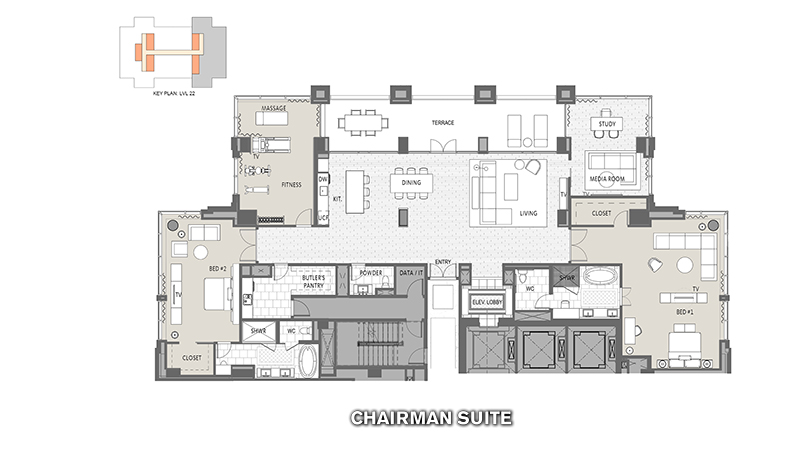 KEY PLAN: LVL 22
MASSAGE
TV
FITNESS
TERRACE
STUDY
MEDIA ROOM
TV
DW
KIT.
UCF
DINING
LIVING
TV
CLOSET
ENTRY
BED #2
TV
BUTLER'S
PANTRY
POWDER
DATA / IT
SHWR
WC
CLOSET
ELEV. LOBBY
WC
SHWR
TV
BED #1
CHAIRMAN SUITE